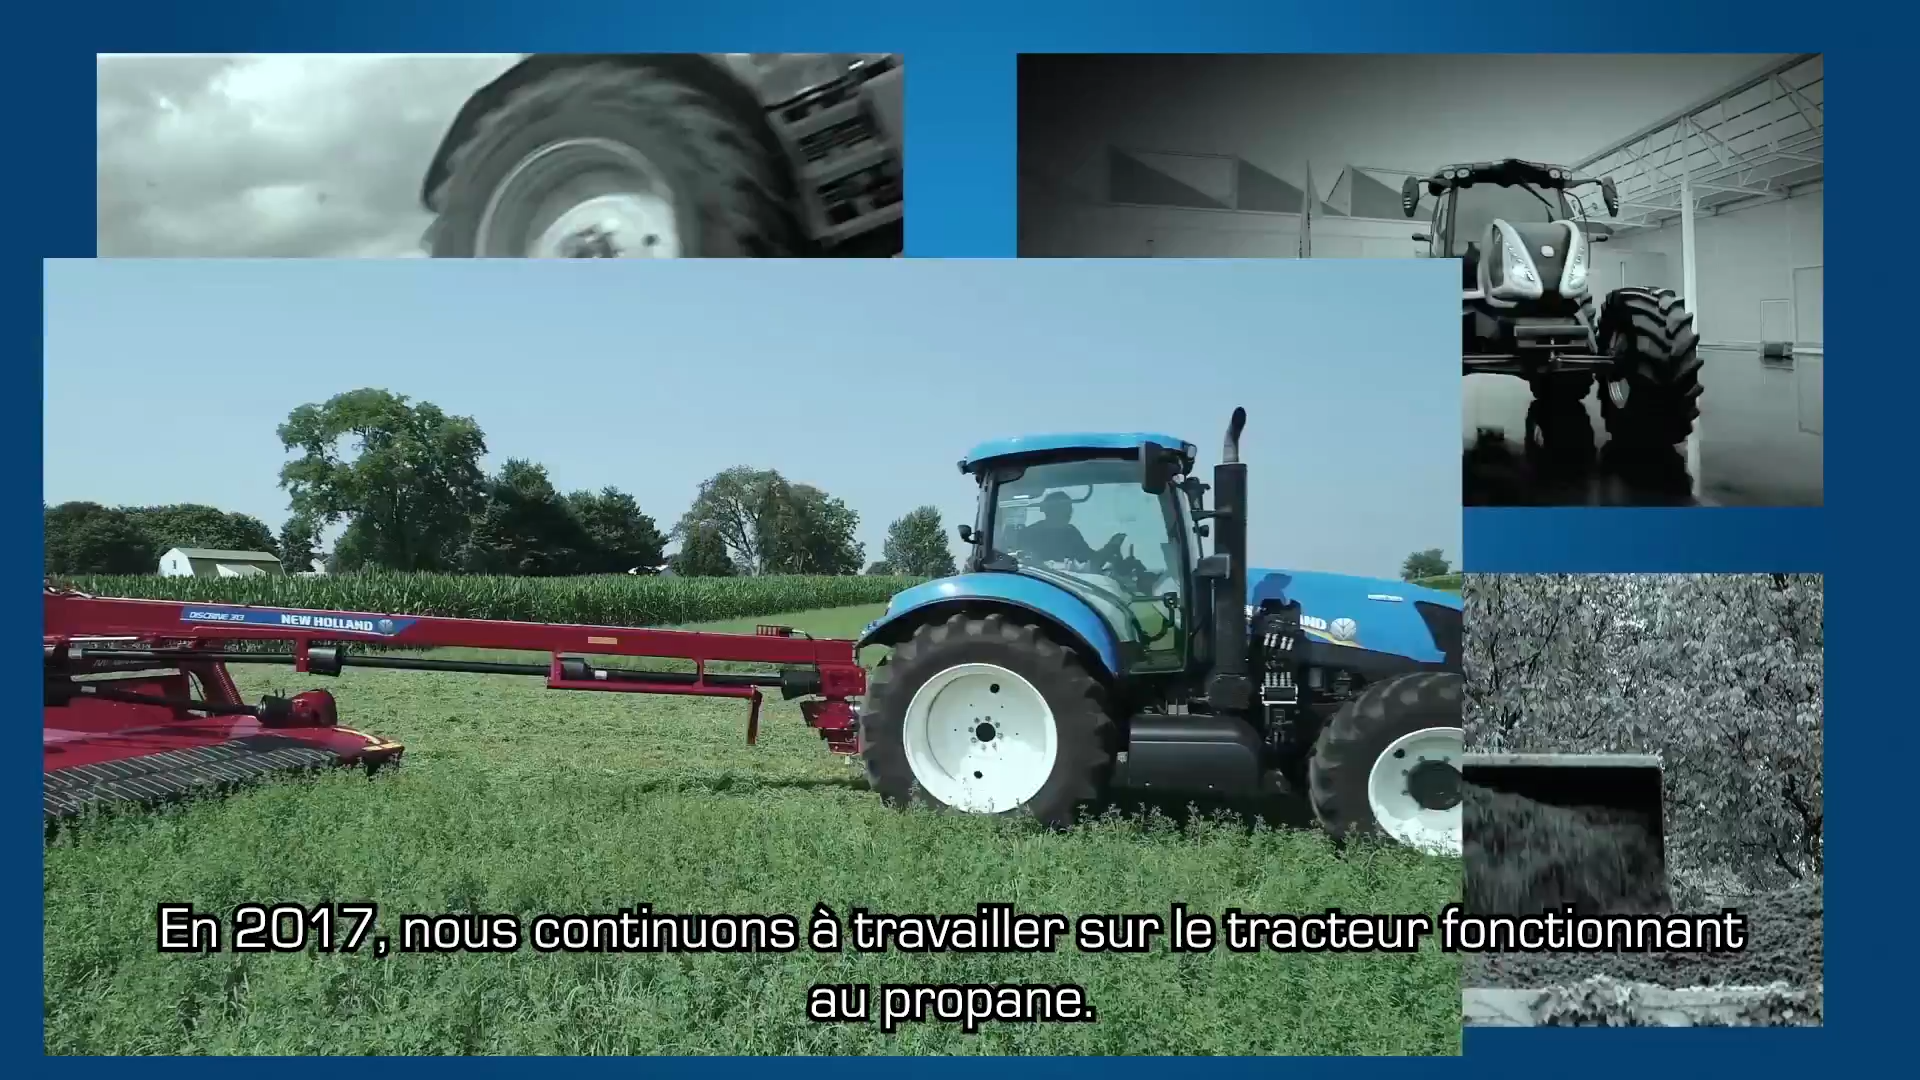 DISCBINE 313 NEW HOLLAND
En 2017, nous continuons à travailler sur le tracteur fonctionnant
au propane.